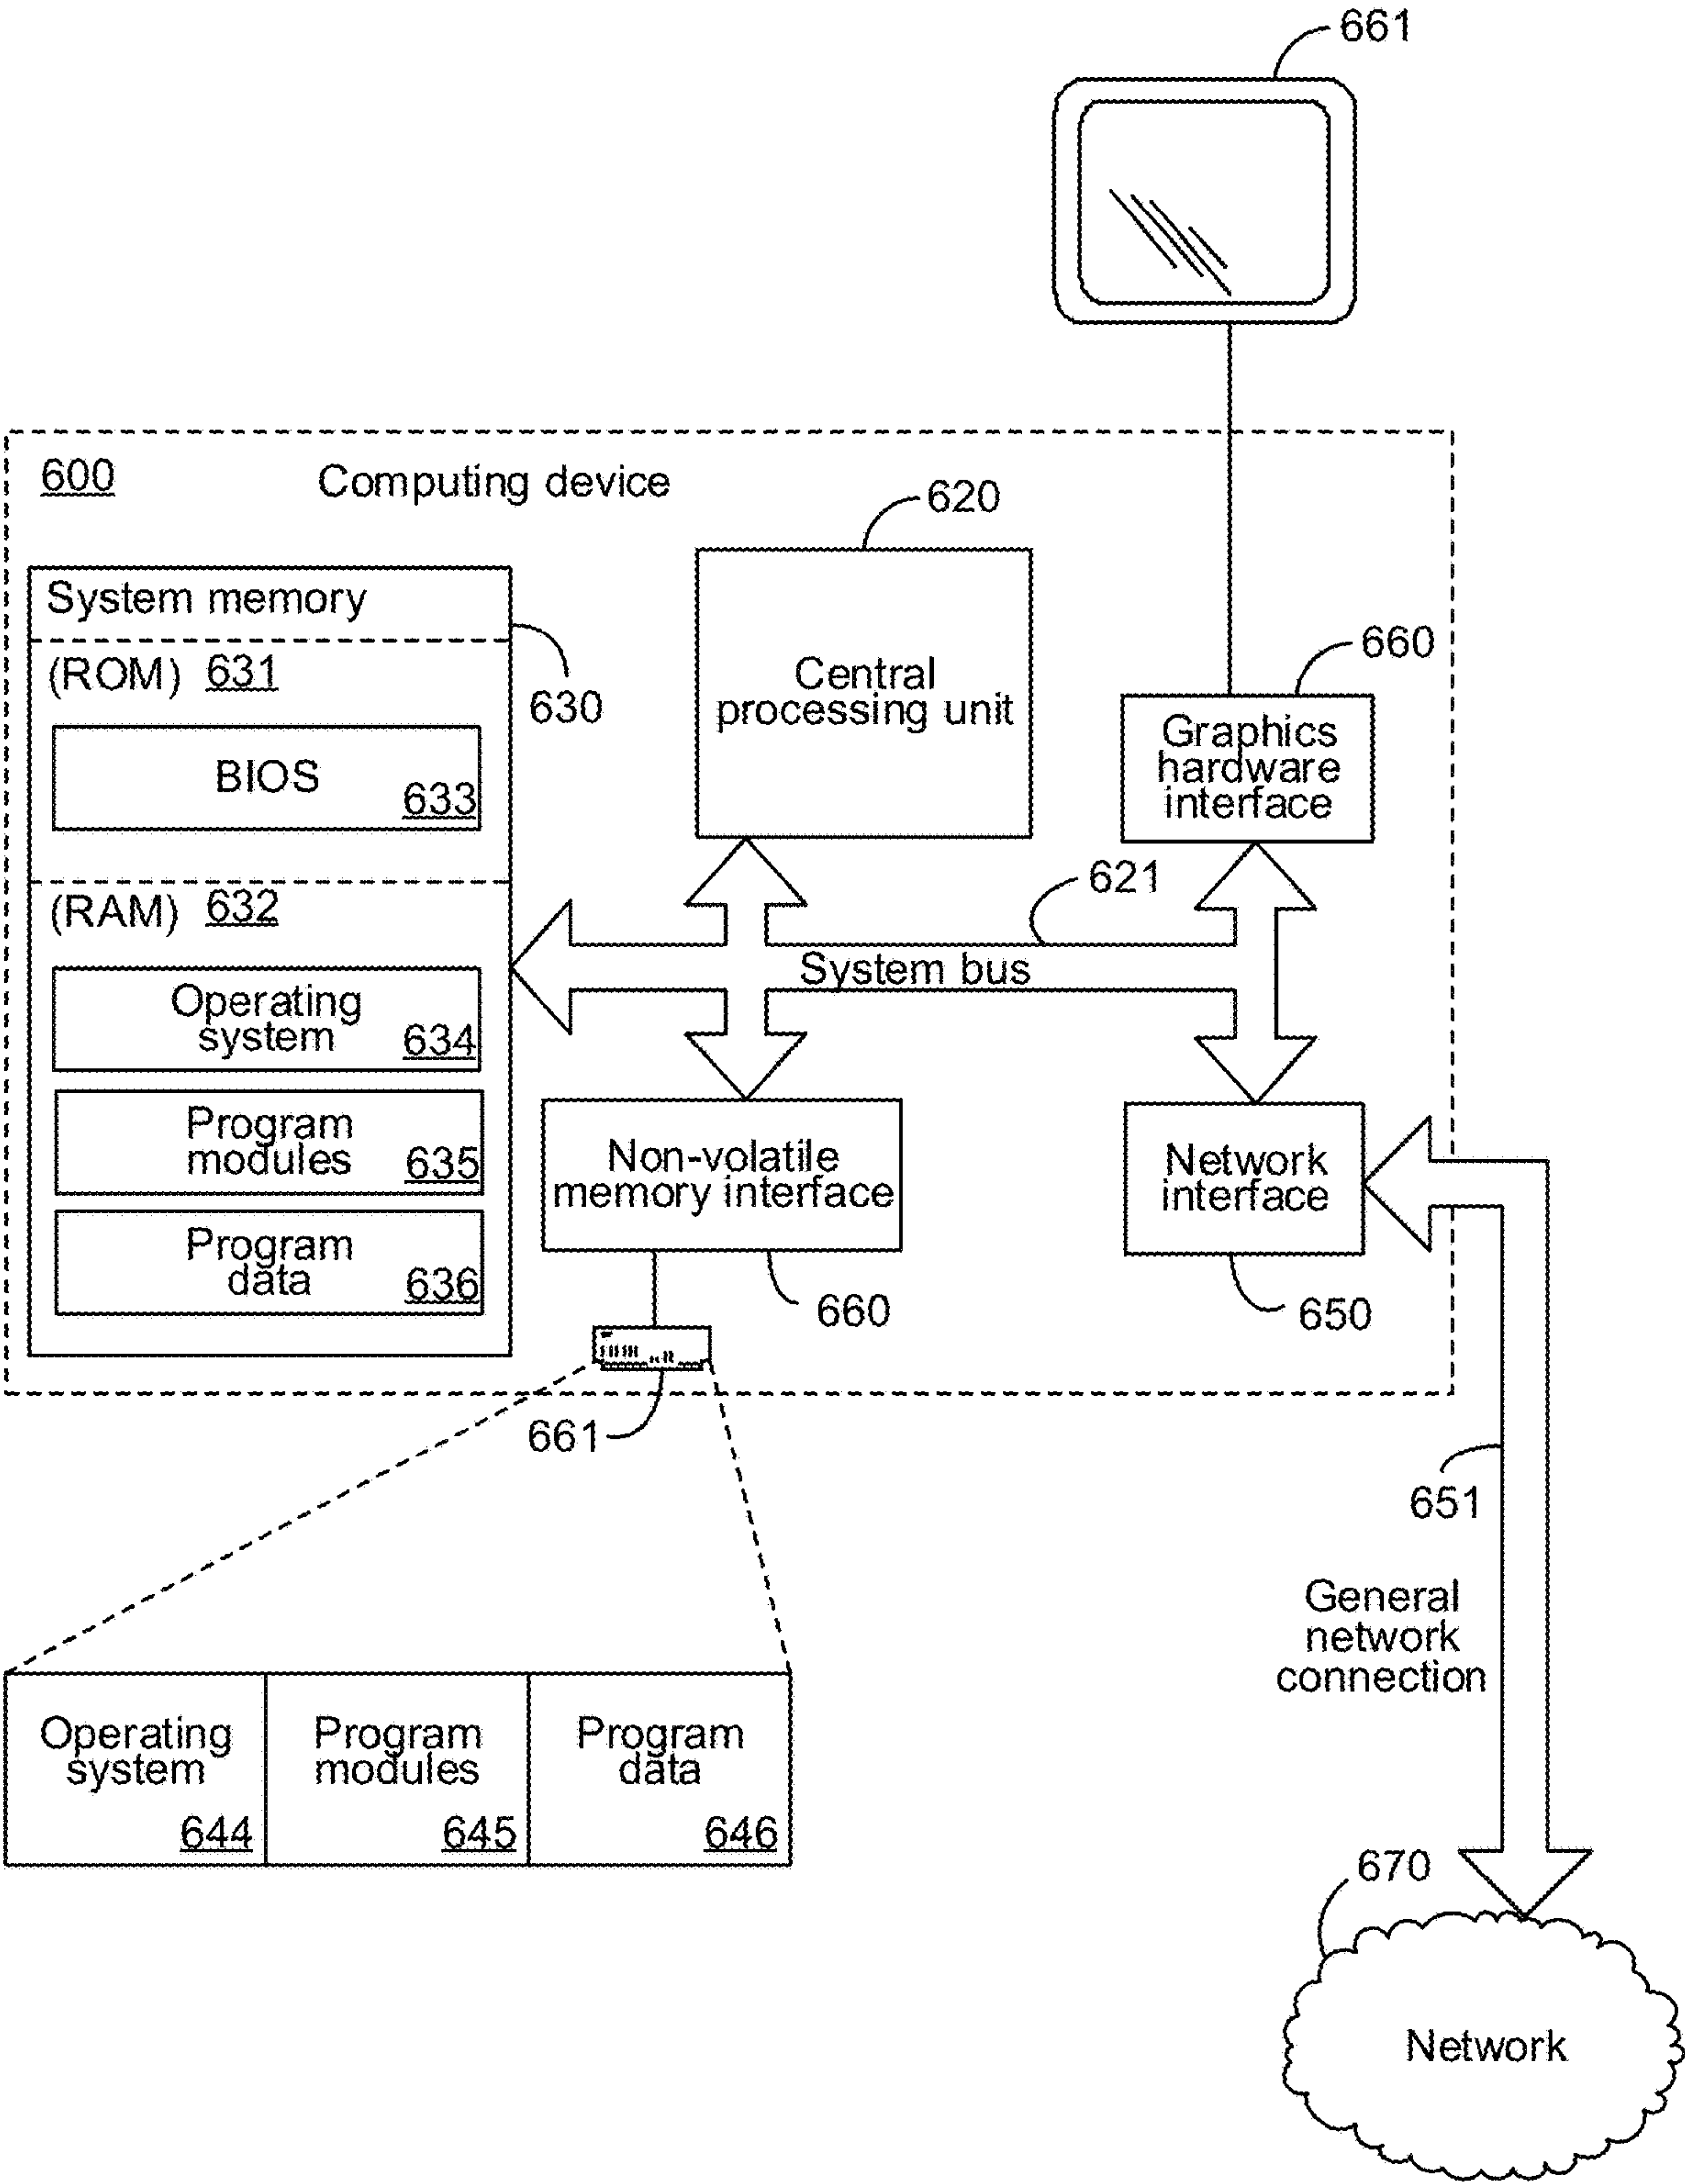 661
600
Computing device
620
System memory
(ROM) 631
630
660
Central
processing unit
Graphics
hardware
interface
BIOS
633
621
(RAM) 632
System bus
Operating
system
634
Program
modules
635
Non-volatile
memory interface
Network
interface
Program
data
636
660
650
661
651
General
network
connection
Operating
system
644
Program
modules
645
Program
data
646
670
Network